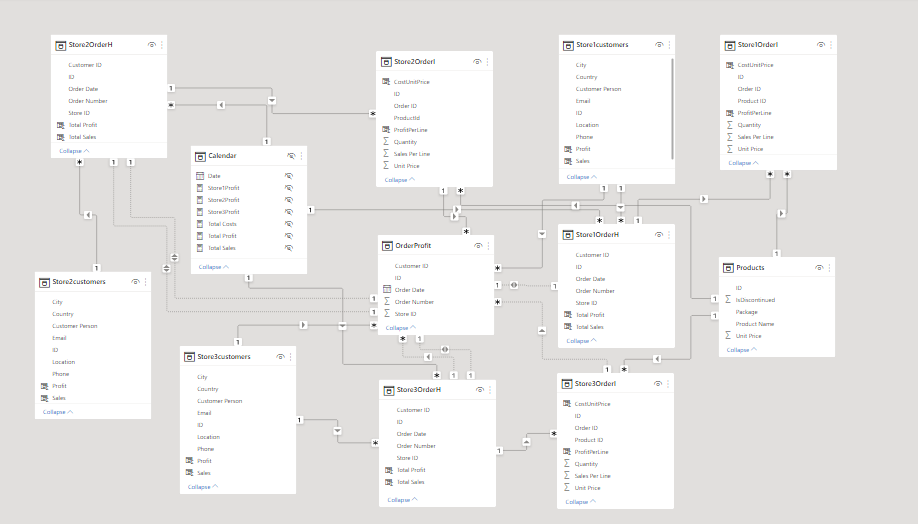 Store2OrderH
Customer ID
ID
Order Date
Order Number
Store ID
Total Profit
Total Sales
Collapse
Store2OrderI
CostUnitPrice
ID
Order ID
ProductId
ProfitPerLine
Quantity
Sales Per Line
Unit Price
Collapse
Store1customers
City
Country
Customer Person
Email
ID
Location
Phone
Profit
Sales
Collapse
Store1OrderI
CostUnitPrice
ID
Order ID
Product ID
ProfitPerLine
Quantity
Sales Per Line
Unit Price
Collapse
Calendar
Date
Store1Profit
Store2Profit
Store3Profit
Total Costs
Total Profit
Total Sales
Collapse
OrderProfit
Customer ID
ID
Order Date
Order Number
Store ID
Collapse
Store1OrderH
Customer ID
ID
Order Date
Order Number
Store ID
Total Profit
Total Sales
Collapse
Products
ID
IsDiscontinued
Package
Product Name
Unit Price
Collapse
Store2customers
City
Country
Customer Person
Email
ID
Location
Phone
Profit
Sales
Collapse
Store3customers
City
Country
Customer Person
Email
ID
Location
Phone
Profit
Sales
Collapse
Store3OrderH
Customer ID
ID
Order Date
Order Number
Store ID
Total Profit
Total Sales
Collapse
Store3OrderI
CostUnitPrice
ID
Order ID
Product ID
ProfitPerLine
Quantity
Sales Per Line
Unit Price
Collapse